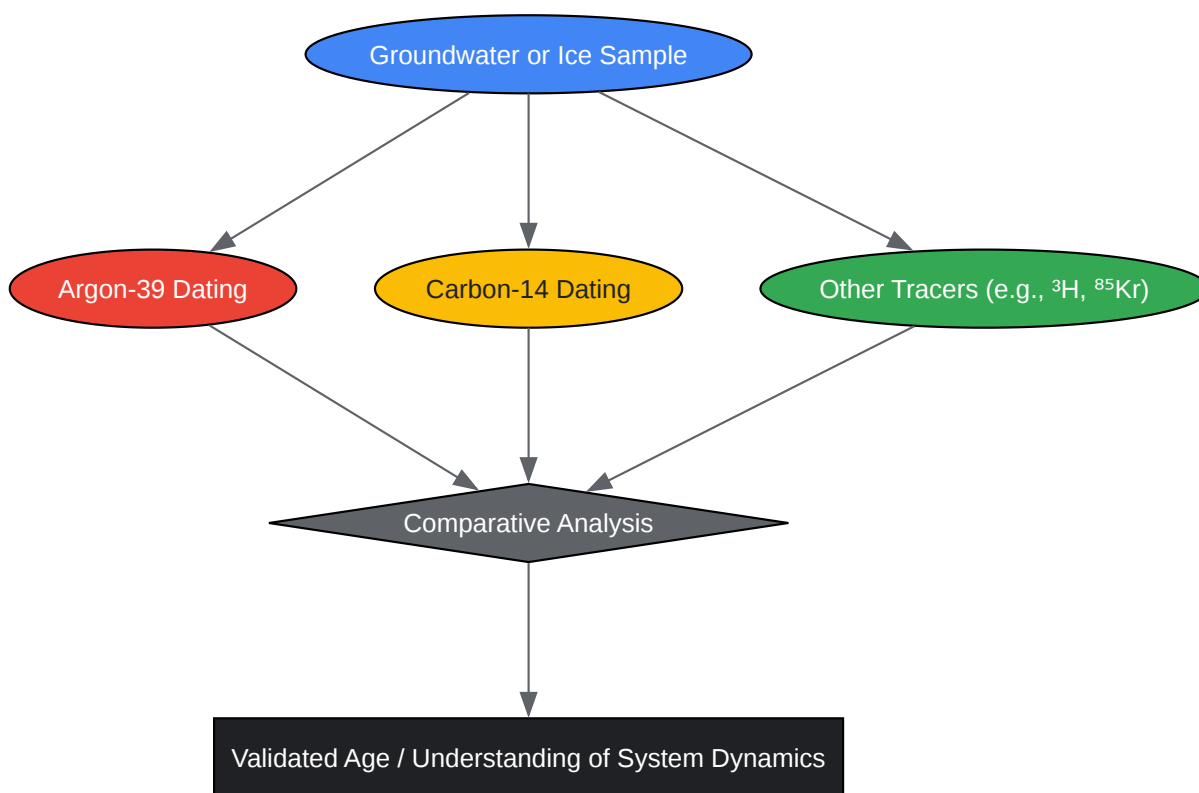 Groundwater or Ice Sample
Argon-39 Dating
Carbon-14 Dating
Other Tracers (e.g., ³H, ⁸⁵Kr)
Comparative Analysis
Validated Age / Understanding of System Dynamics